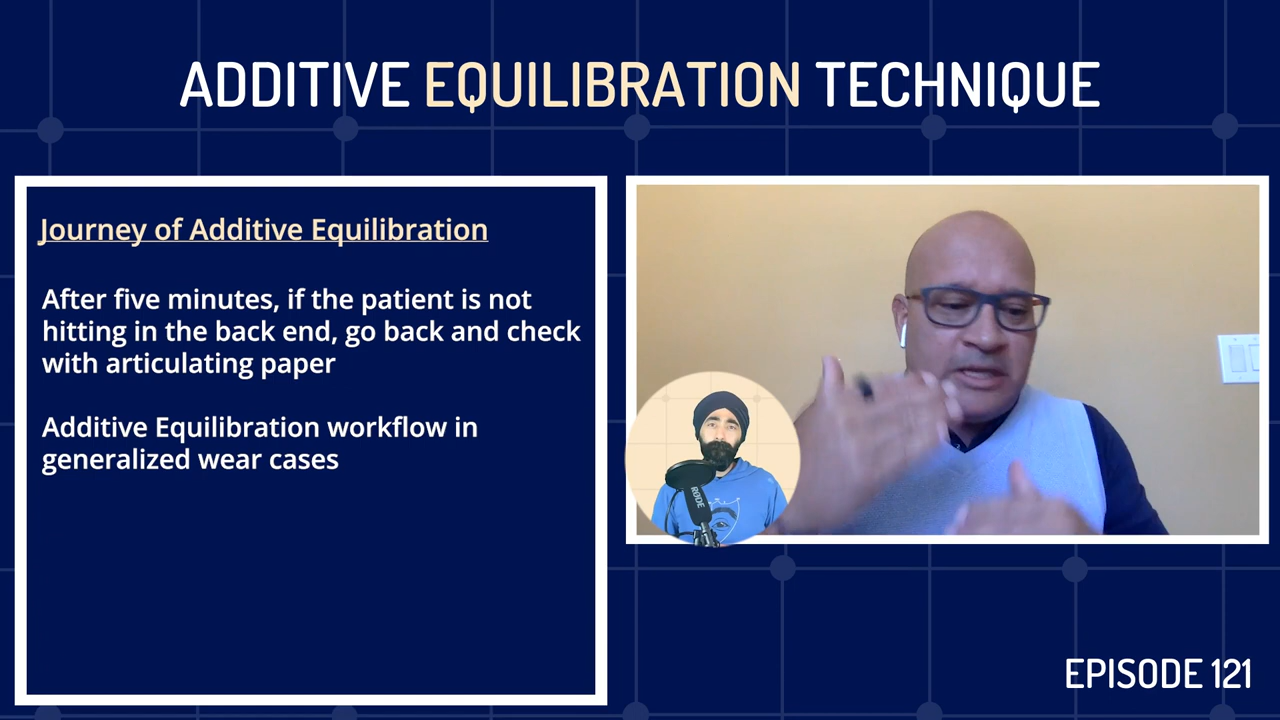 ADDITIVE EQUILIBRATION TECHNIQUE
Journey of Additive Equilibration
After five minutes, if the patient is not
hitting in the back end, go back and check
with articulating paper
Additive Equilibration workflow in
generalized wear cases
RØDE
EPISODE 121